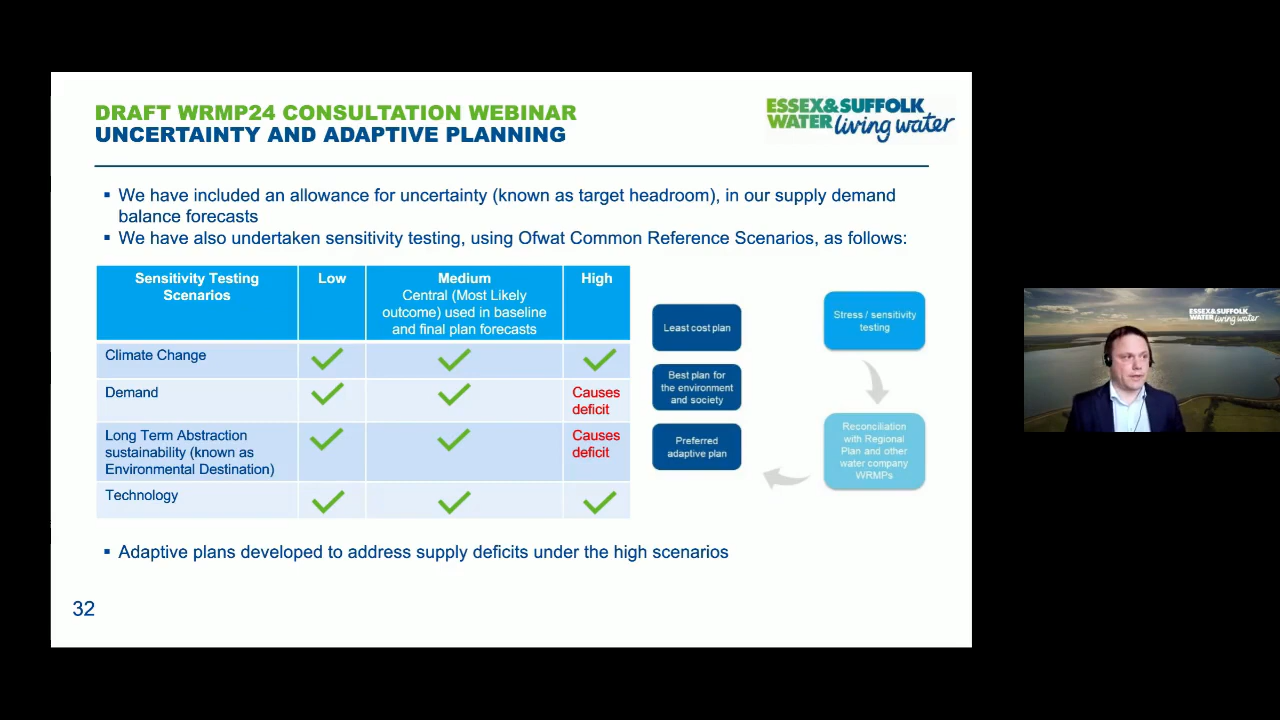 DRAFT WRMP24 CONSULTATION WEBINAR
UNCERTAINTY AND ADAPTIVE PLANNING
ESSEX&SUFFOLK
WATER living water
▪ We have included an allowance for uncertainty (known as target headroom), in our supply demand
balance forecasts
▪ We have also undertaken sensitivity testing, using Ofwat Common Reference Scenarios, as follows:
Sensitivity Testing
Scenarios
Low
Medium
Central (Most Likely
outcome) used in baseline
and final plan forecasts
High
Climate Change
Demand
Causes
deficit
Long Term Abstraction
sustainability (known as
Environmental Destination)
Causes
deficit
Technology
Least cost plan
Best plan for
the environment
and society
Preferred
adaptive plan
Stress / sensitivity
testing
Reconciliation
with Regional
Plan and other
water company
WRMPs
▪ Adaptive plans developed to address supply deficits under the high scenarios
32
ESSEX&SUFFOLK
WATER living water